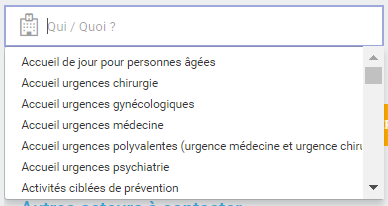 Qui / Quoi ?
Accueil de jour pour personnes âgées
Accueil urgences chirurgie
Accueil urgences gynécologiques
Accueil urgences médecine
Accueil urgences polyvalentes (urgence médecine et urgence chiru
Accueil urgences psychiatrie
Activités ciblées de prévention
Autres acteurs à contacter